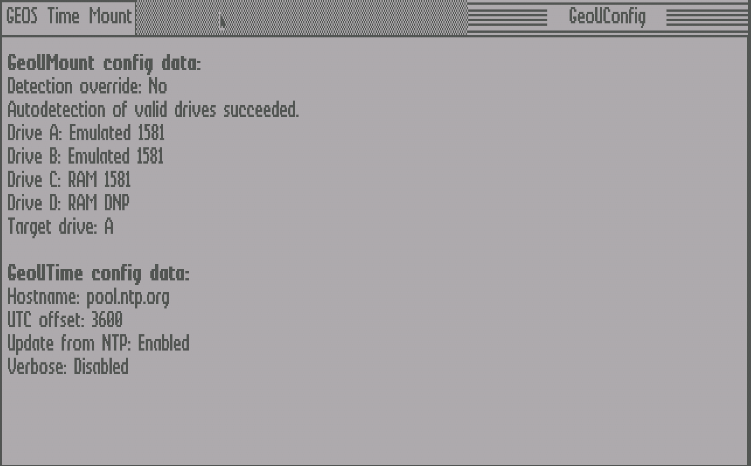 GEOS Time Mount
GeoUConfig
GeoUMount config data:
Detection override: No
Autodetection of valid drives succeeded.
Drive A: Emulated 1581
Drive B: Emulated 1581
Drive C: RAM 1581
Drive D: RAM DNP
Target drive: A
GeoUTime config data:
Hostname: pool.ntp.org
UTC offset: 3600
Update from NTP: Enabled
Verbose: Disabled